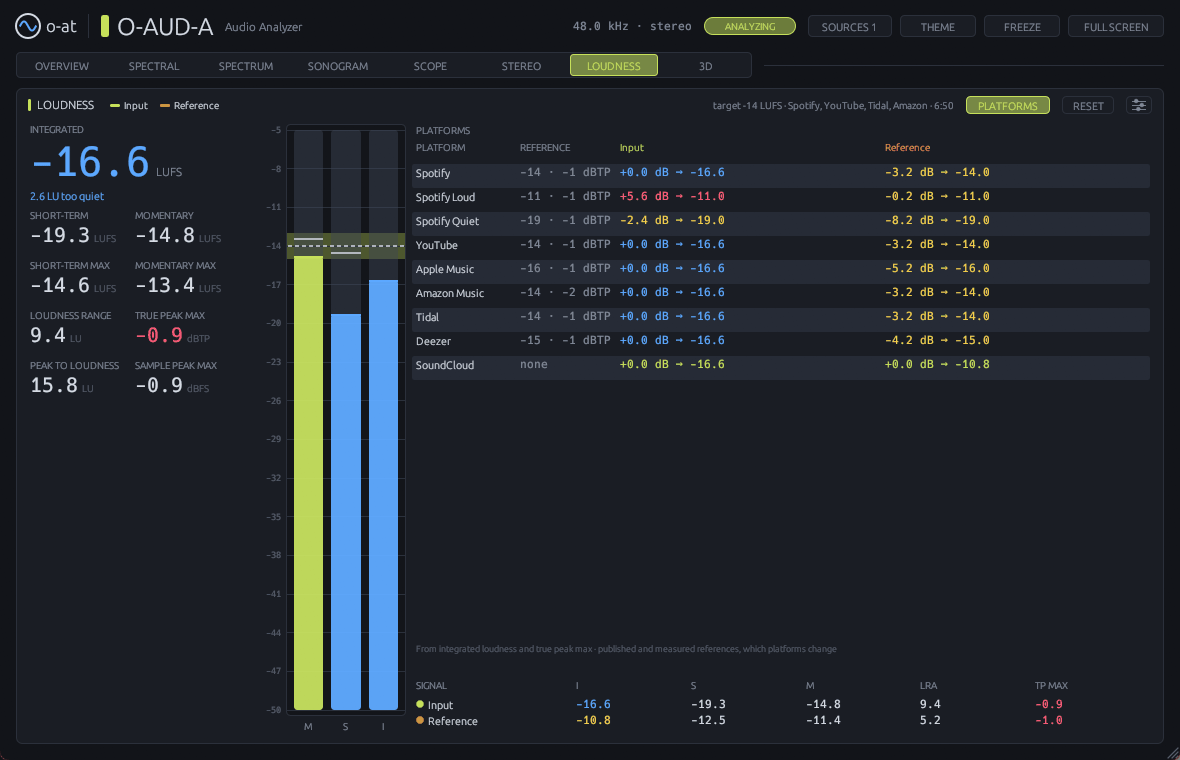 o-at O-AUD-A Audio Analyzer 48.0 kHz · stereo ANALYZING SOURCES 1 THEME FREEZE FULLSCREEN
OVERVIEW SPECTRAL SPECTRUM SONOGRAM SCOPE STEREO LOUDNESS 3D
LOUDNESS Input Reference target -14 LUFS · Spotify, YouTube, Tidal, Amazon · 6:50 PLATFORMS RESET
INTEGRATED
-16.6 LUFS
2.6 LU too quiet
SHORT-TERM MOMENTARY
-19.3 LUFS -14.8 LUFS
SHORT-TERM MAX MOMENTARY MAX
-14.6 LUFS -13.4 LUFS
LOUDNESS RANGE TRUE PEAK MAX
9.4 LU -0.9 dBTP
PEAK TO LOUDNESS SAMPLE PEAK MAX
15.8 LU -0.9 dBFS
-5
-8
-11
-14
-17
-20
-23
-26
-29
-32
-35
-38
-41
-44
-47
-50
M S I
PLATFORMS
PLATFORM REFERENCE Input Reference
Spotify -14 · -1 dBTP +0.0 dB → -16.6 -3.2 dB → -14.0
Spotify Loud -11 · -1 dBTP +5.6 dB → -11.0 -0.2 dB → -11.0
Spotify Quiet -19 · -1 dBTP -2.4 dB → -19.0 -8.2 dB → -19.0
YouTube -14 · -1 dBTP +0.0 dB → -16.6 -3.2 dB → -14.0
Apple Music -16 · -1 dBTP +0.0 dB → -16.6 -5.2 dB → -16.0
Amazon Music -14 · -2 dBTP +0.0 dB → -16.6 -3.2 dB → -14.0
Tidal -14 · -1 dBTP +0.0 dB → -16.6 -3.2 dB → -14.0
Deezer -15 · -1 dBTP +0.0 dB → -16.6 -4.2 dB → -15.0
SoundCloud none +0.0 dB → -16.6 +0.0 dB → -10.8
From integrated loudness and true peak max · published and measured references, which platforms change
SIGNAL I S M LRA TP MAX
Input -16.6 -19.3 -14.8 9.4 -0.9
Reference -10.8 -12.5 -11.4 5.2 -1.0